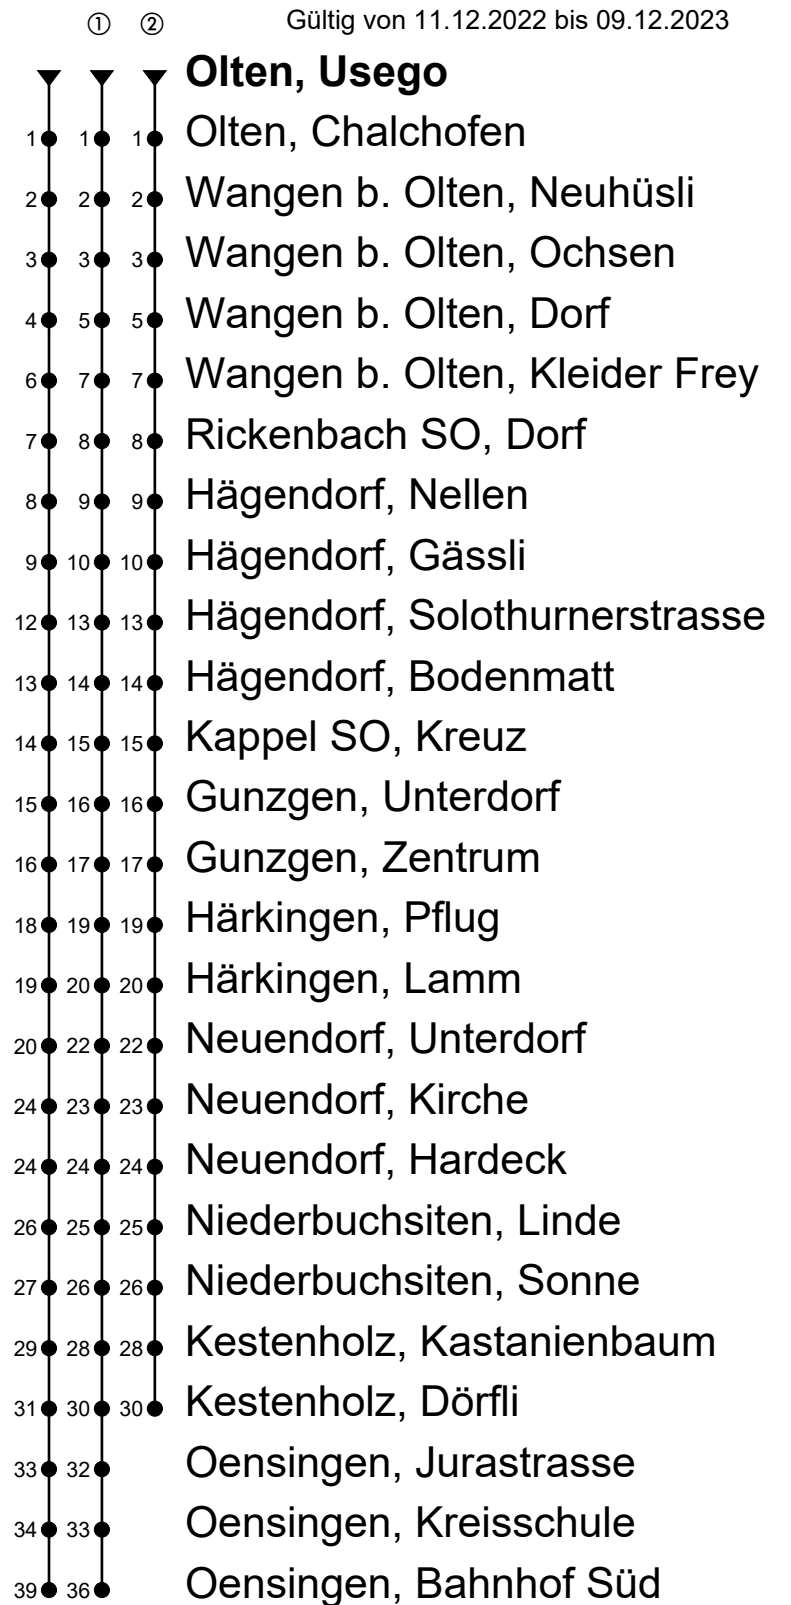 ① ② Gültig von 11.12.2022 bis 09.12.2023
Olten, Usego
1 1 1 Olten, Chalchofen
2 2 2 Wangen b. Olten, Neuhüsli
3 3 3 Wangen b. Olten, Ochsen
4 5 5 Wangen b. Olten, Dorf
6 7 7 Wangen b. Olten, Kleider Frey
7 8 8 Rickenbach SO, Dorf
8 9 9 Hägendorf, Nellen
9 10 10 Hägendorf, Gässli
12 13 13 Hägendorf, Solothurnerstrasse
13 14 14 Hägendorf, Bodenmatt
14 15 15 Kappel SO, Kreuz
15 16 16 Gunzgen, Unterdorf
16 17 17 Gunzgen, Zentrum
18 19 19 Härkingen, Pflug
19 20 20 Härkingen, Lamm
20 22 22 Neuendorf, Unterdorf
24 23 23 Neuendorf, Kirche
24 24 24 Neuendorf, Hardeck
26 25 25 Niederbuchsiten, Linde
27 26 26 Niederbuchsiten, Sonne
29 28 28 Kestenholz, Kastanienbaum
31 30 30 Kestenholz, Dörfli
33 32 Oensingen, Jurastrasse
34 33 Oensingen, Kreisschule
39 36 Oensingen, Bahnhof Süd